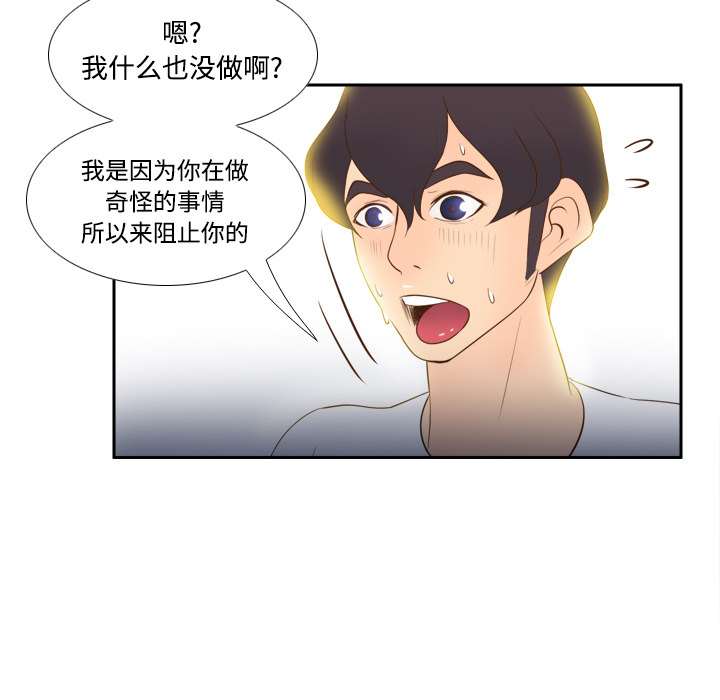 嗯?
我什么也没做啊?
我是因为你在做
奇怪的事情
所以来阻止你的